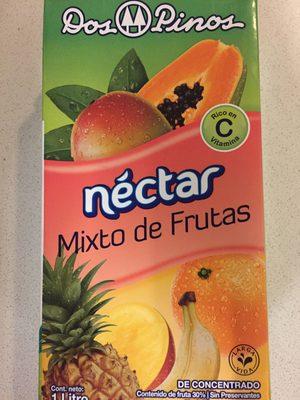 Dos Pinos
Rico en
C
Vitamina
néctar
Mixto de Frutas
LARGA
VIDA
Cont. neto:
1 Litro
DE CONCENTRADO
Contenido de fruta 30% | Sin Preservantes